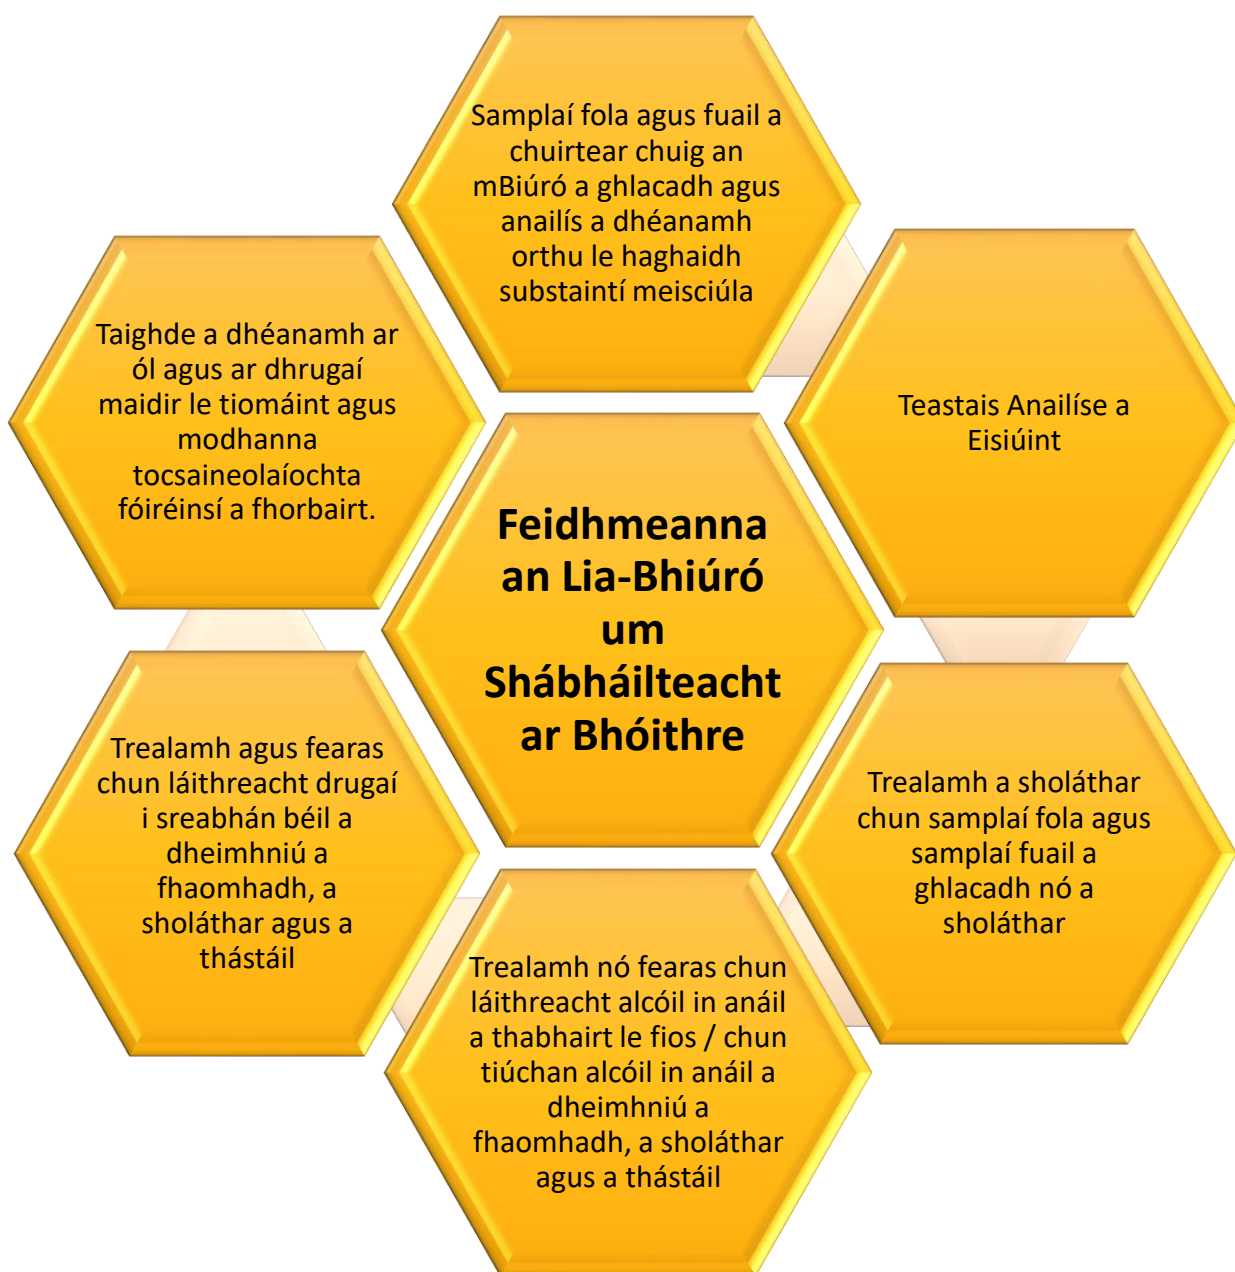 Samplaí fola agus fuail a
chuirtear chuig an
mBiúró a ghlacadh agus
anailís a dhéanamh
orthu le haghaidh
substaintí meisciúla
Teastais Anailíse a
Eisiúint
Trealamh a sholáthar
chun samplaí fola agus
samplaí fuail a
ghlacadh nó a
sholáthar
Trealamh nó fearas chun
láithreacht alcóil in anáil
a thabhairt le fios / chun
tiúchan alcóil in anáil a
dheimhniú a
fhaomhadh, a sholáthar
agus a thástáil
Trealamh agus fearas
chun láithreacht drugaí
i sreabhán béil a
dheimhniú a
fhaomhadh, a
sholáthar agus a
thástáil
Taighde a dhéanamh ar
ól agus ar dhrugaí
maidir le tiomáint agus
modhanna
tocsaineolaíochta
fóiréinsí a fhorbairt.
Feidhmeanna
an Lia-Bhiúró
um
Shábháilteacht
ar Bhóithre